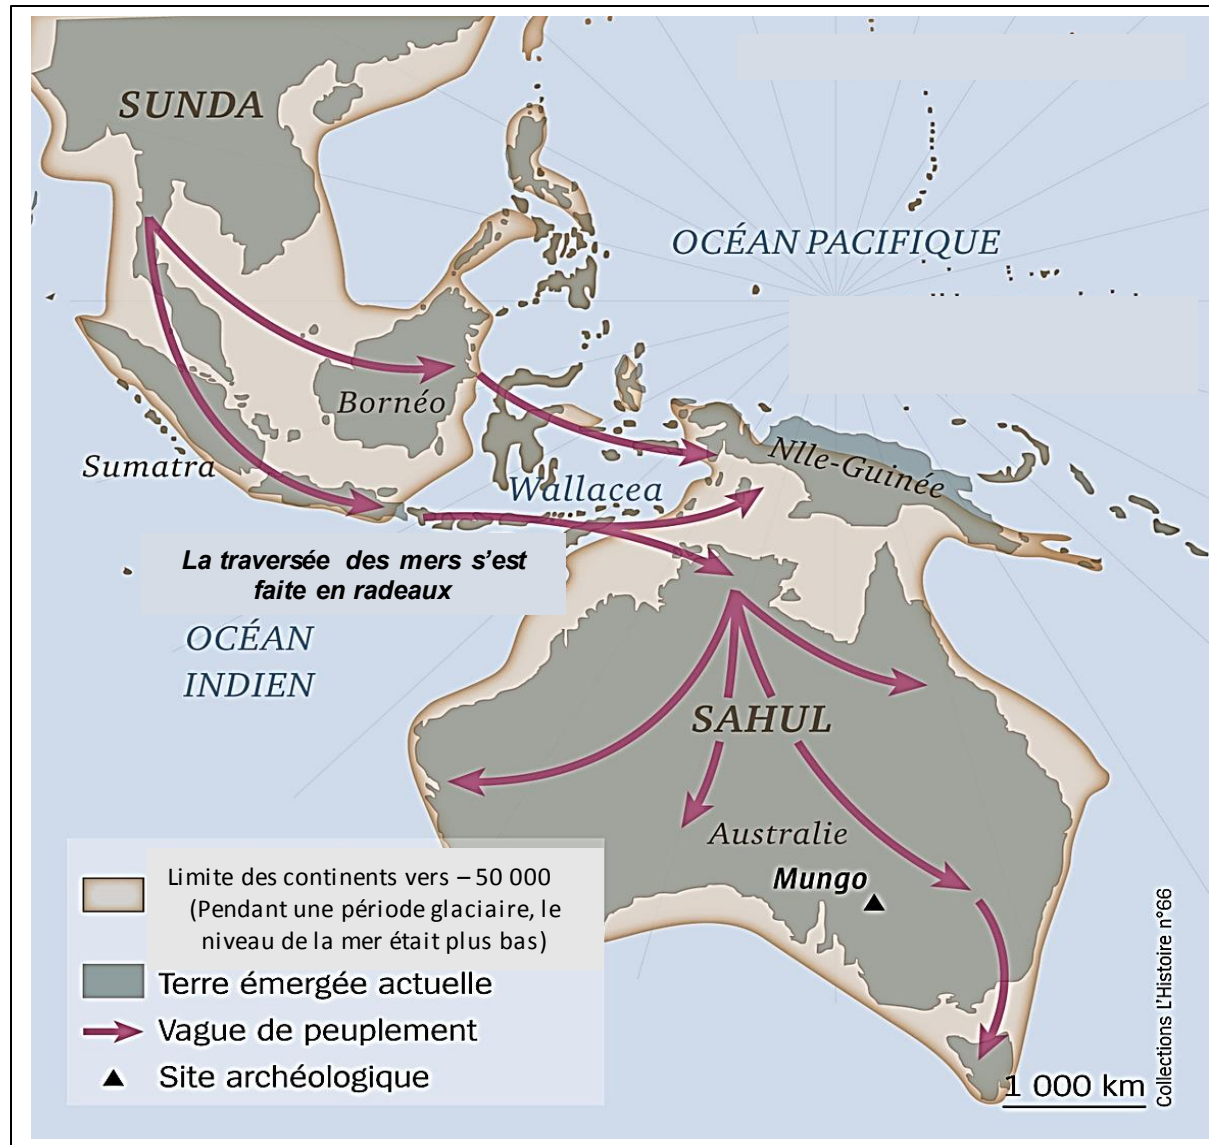 SUNDA
OCÉAN PACIFIQUE
Bornéo
Sumatra
Nlle-Guinée
Wallacea
La traversée des mers s’est
faite en radeaux
OCÉAN
INDIEN
SAHUL
Australie
Mungo
Limite des continents vers – 50 000
(Pendant une période glaciaire, le
niveau de la mer était plus bas)
Terre émergée actuelle
Vague de peuplement
Site archéologique
1 000 km
Collections L'Histoire n°66